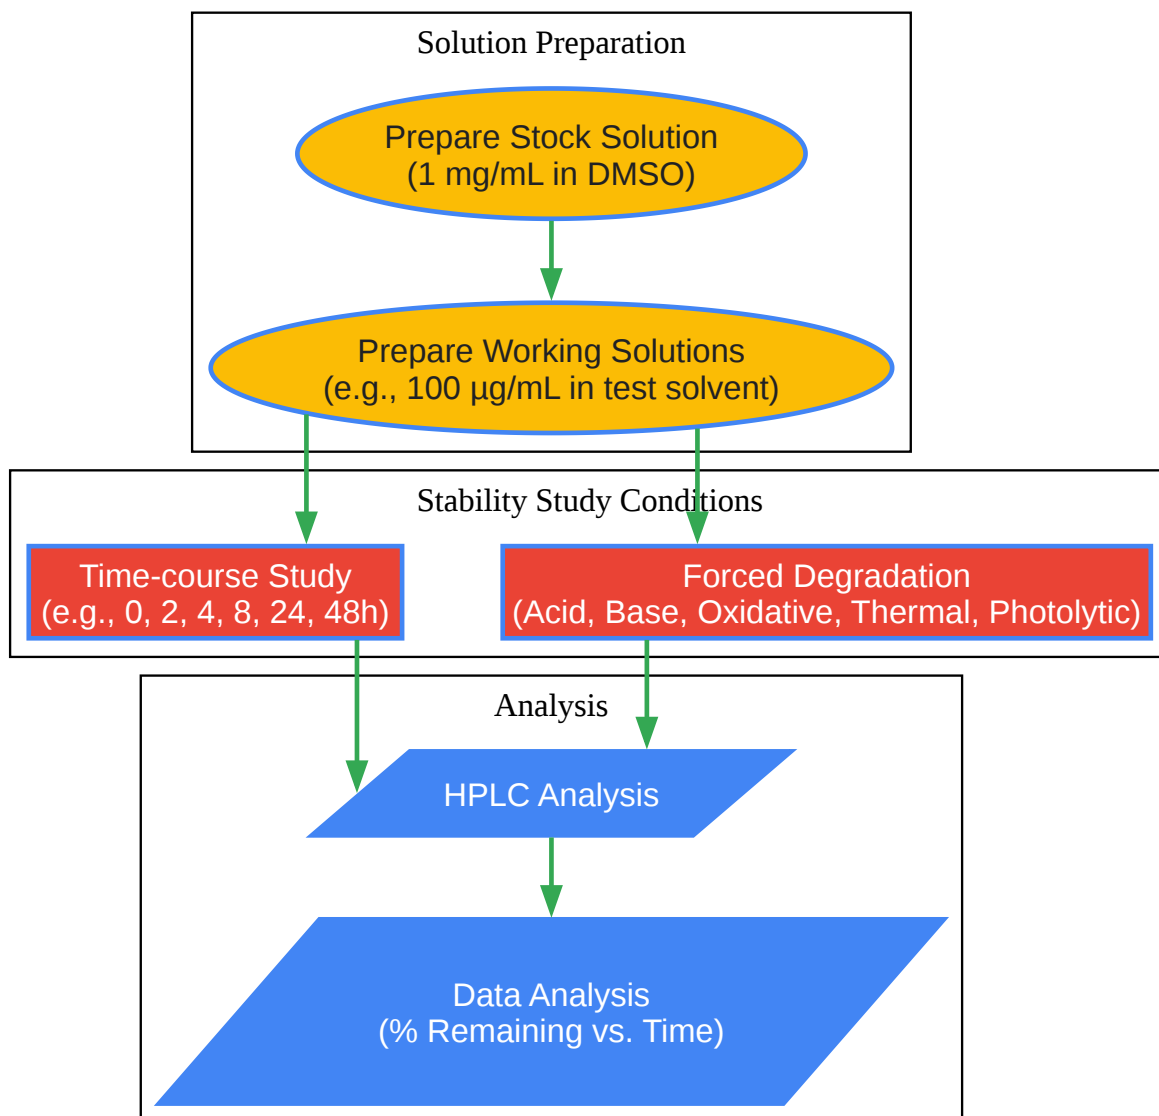 Solution Preparation
Prepare Stock Solution
(1 mg/mL in DMSO)
Prepare Working Solutions
(e.g., 100 µg/mL in test solvent)
Stability Study Conditions
Time-course Study
(e.g., 0, 2, 4, 8, 24, 48h)
Forced Degradation
(Acid, Base, Oxidative, Thermal, Photolytic)
Analysis
HPLC Analysis
Data Analysis
(% Remaining vs. Time)